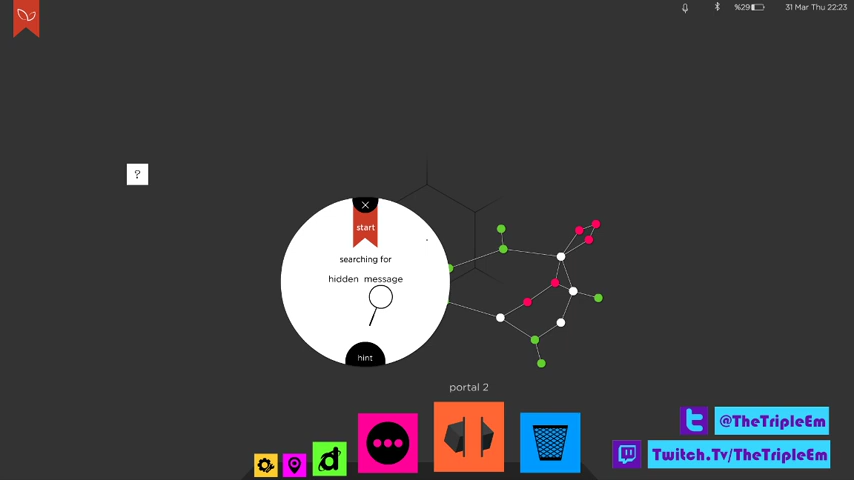 %29
31 Mar Thu 22:23
?
start
searching for
hidden message
hint
portal 2
@TheTripleEm
Twitch.Tv/TheTripleEm